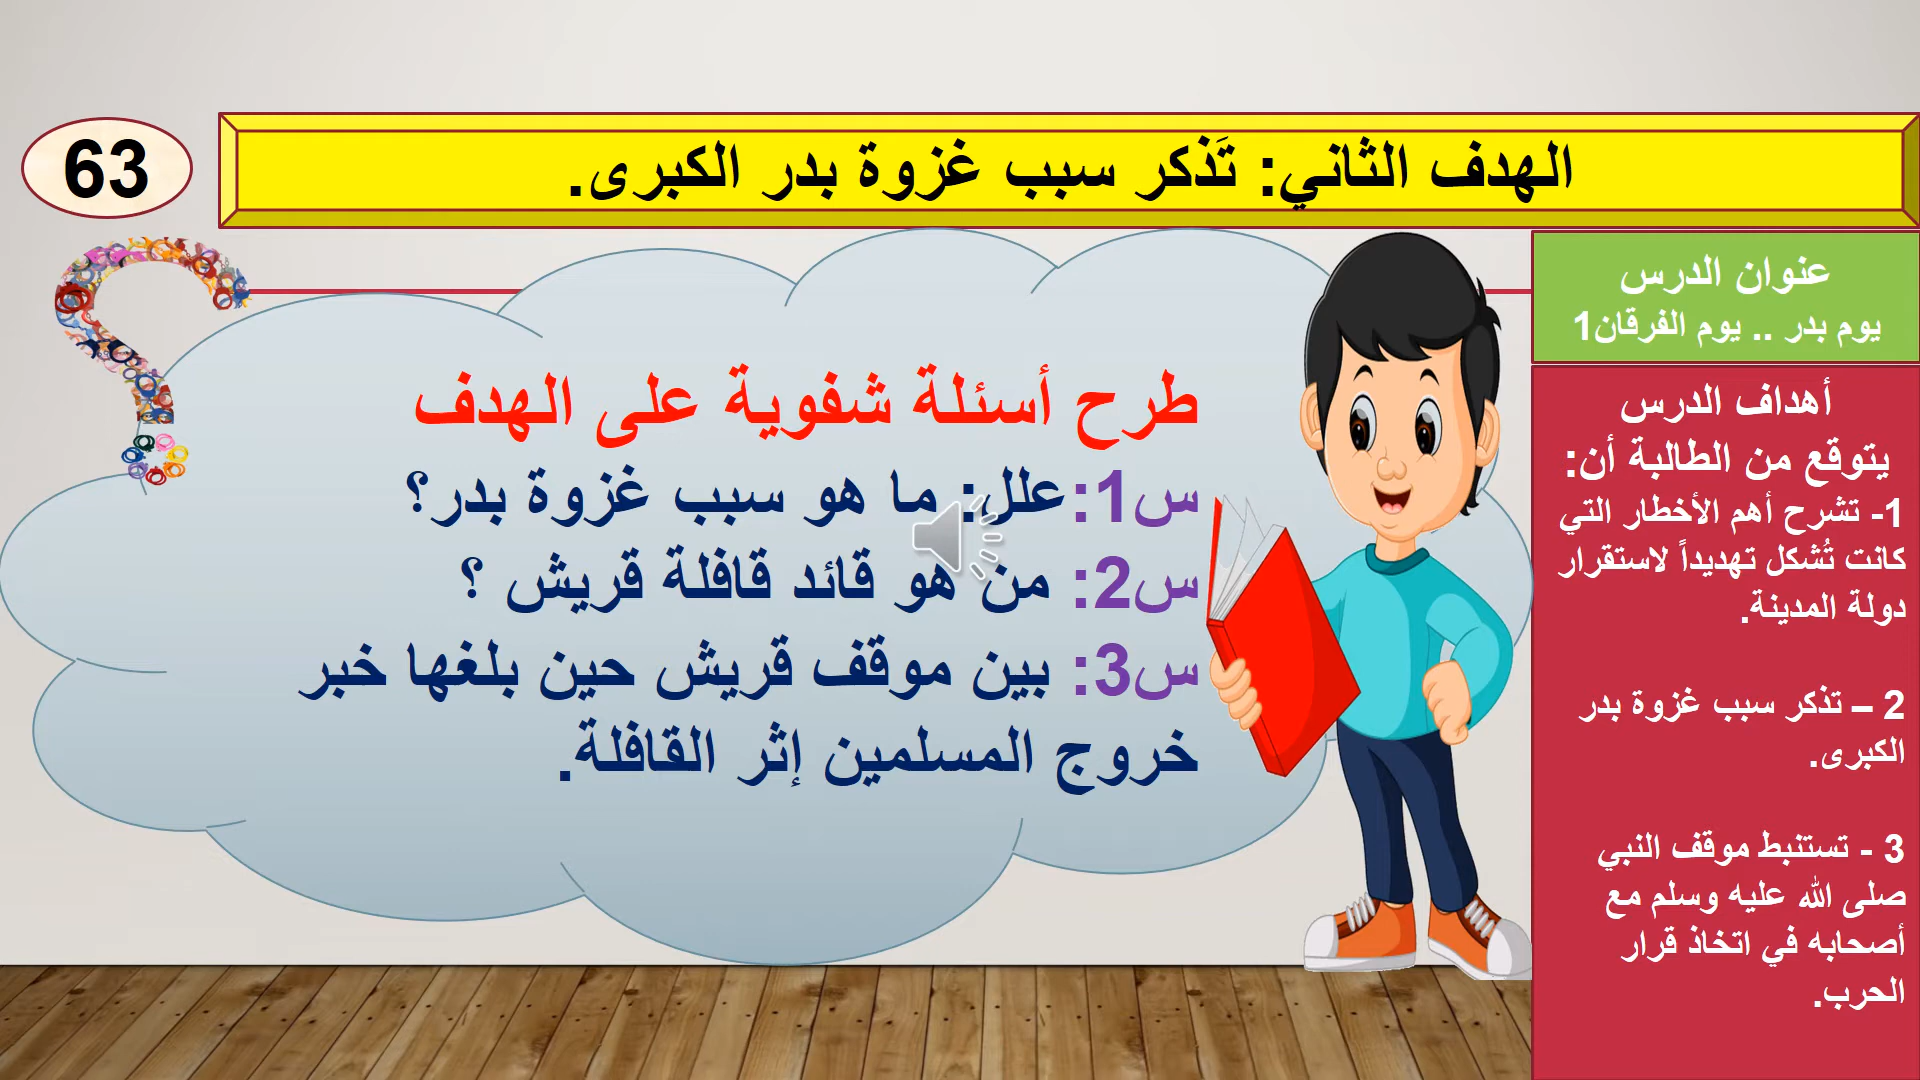 63
الهدف الثاني: تَذكر سبب غزوة بدر الكبرى.
عنوان الدرس
يوم بدر .. يوم الفرقان1
أهداف الدرس
يتوقع من الطالبة أن:
1- تشرح أهم الأخطار التي
كانت تُشكل تهديداً لاستقرار
دولة المدينة.
2 – تذكر سبب غزوة بدر
الكبرى.
3 - تستنبط موقف النبي
صلى الله عليه وسلم مع
أصحابه في اتخاذ قرار
الحرب.
طرح أسئلة شفوية على الهدف
س1:علل: ما هو سبب غزوة بدر؟
س2: من هو قائد قافلة قريش ؟
س3: بين موقف قريش حين بلغها خبر
خروج المسلمين إثر القافلة.